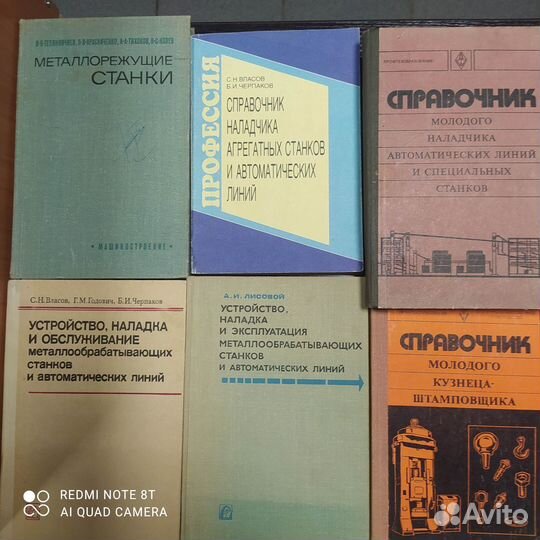 МЕТАЛЛОРЕЖУЩИЕ
СТАНКИ
·МАШИНОСТРОЕНИЕ·
ПРОФЕССИЯ
С.Н. ВЛАСОВ
Б.И. ЧЕРПАКОВ
СПРАВОЧНИК
НАЛАДЧИКА
АГРЕГАТНЫХ СТАНКОВ
И АВТОМАТИЧЕСКИХ
ЛИНИЙ
ПРОФТЕХОБРАЗОВАНИЕ
СПРАВОЧНИК
МОЛОДОГО
НАЛАДЧИКА
АВТОМАТИЧЕСКИХ ЛИНИЙ
И СПЕЦИАЛЬНЫХ
СТАНКОВ
С.Н. Власов, Г.М. Годович, Б.И. Черпаков
УСТРОЙСТВО, НАЛАДКА
И ОБСЛУЖИВАНИЕ
металлообрабатывающих
станков
и автоматических линий
А. И. ЛИСОВОЙ
УСТРОЙСТВО,
НАЛАДКА
И ЭКСПЛУАТАЦИЯ
МЕТАЛЛООБРАБАТЫВАЮЩИХ
СТАНКОВ
И АВТОМАТИЧЕСКИХ ЛИНИЙ
СПРАВОЧНИК
МОЛОДОГО
КУЗНЕЦА-
ШТАМПОВЩИКА
REDMI NOTE 8T
AI QUAD CAMERA
Avito